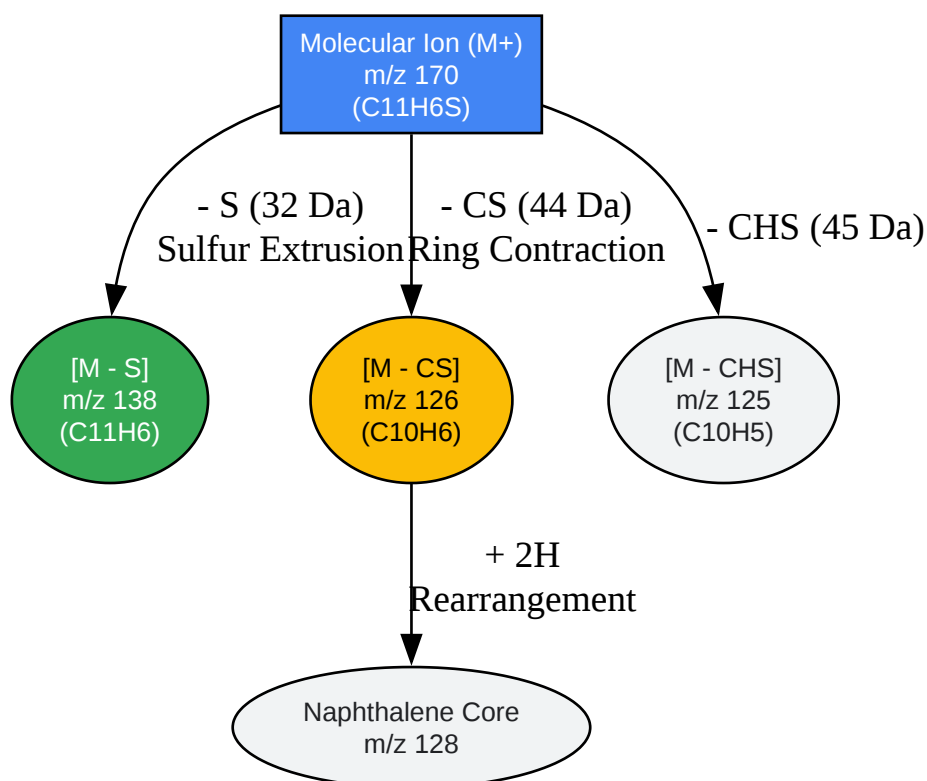 Molecular Ion (M+)
m/z 170
(C11H6S)
- S (32 Da)
Sulfur Extrusion
- CS (44 Da)
Ring Contraction
- CHS (45 Da)
[M - S]
m/z 138
(C11H6)
[M - CS]
m/z 126
(C10H6)
[M - CHS]
m/z 125
(C10H5)
+ 2H
Rearrangement
Naphthalene Core
m/z 128